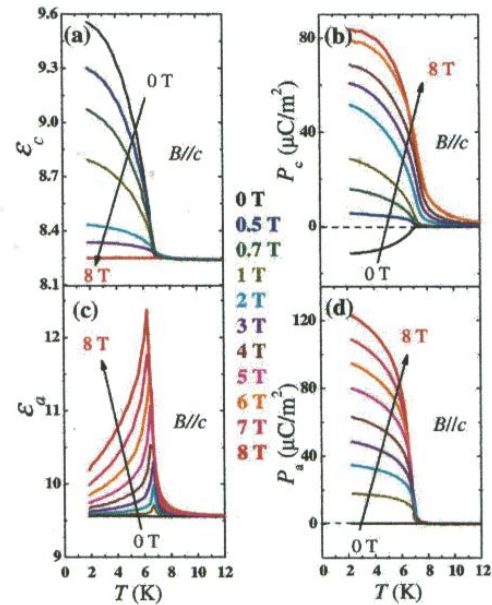 (a)
9.6
9.3
9.0
8.7
8.4
8.1
ε_c
0 T
B//c
8 T
(b)
80
40
0
P_c (μC/m²)
8 T
B//c
0 T
0 T
0.5 T
0.7 T
1 T
2 T
3 T
4 T
5 T
6 T
7 T
8 T
(c)
12
11
10
9
ε_a
8 T
B//c
0 T
0 2 4 6 8 10 12
T (K)
(d)
120
80
40
0
P_a (μC/m²)
8 T
B//c
0 T
0 2 4 6 8 10 12
T (K)